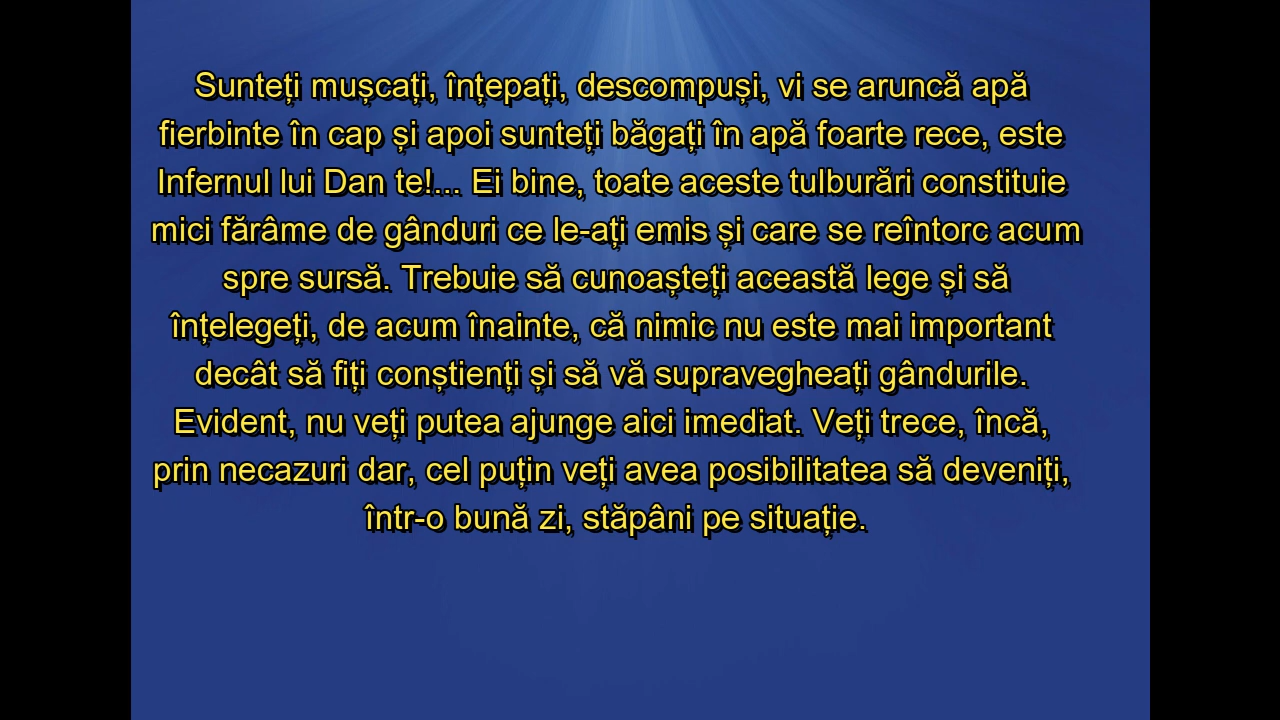 Sunteți mușcați, înțepați, descompuși, vi se aruncă apă
fierbinte în cap și apoi sunteți băgați în apă foarte rece, este
Infernul lui Dan te!... Ei bine, toate aceste tulburări constituie
mici fărâme de gânduri ce le-ați emis și care se reîntorc acum
spre sursă. Trebuie să cunoașteți această lege și să
înțelegeți, de acum înainte, că nimic nu este mai important
decât să fiți conștienți și să vă supravegheați gândurile.
Evident, nu veți putea ajunge aici imediat. Veți trece, încă,
prin necazuri dar, cel puțin veți avea posibilitatea să deveniți,
într-o bună zi, stăpâni pe situație.